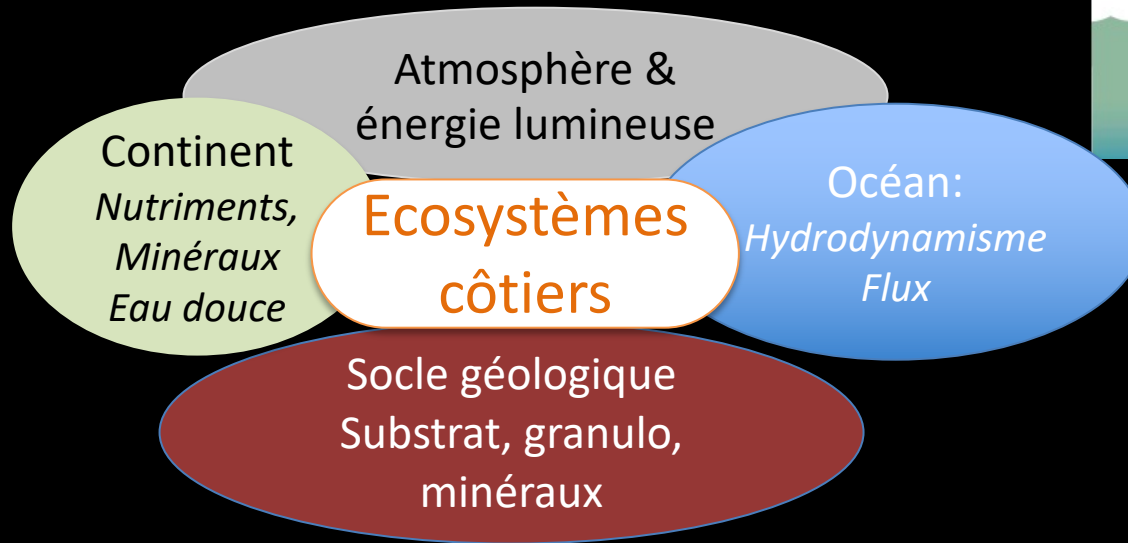 Atmosphère &
énergie lumineuse
Continent
Nutriments,
Minéraux
Eau douce
Ecosystèmes
côtiers
Océan:
Hydrodynamisme
Flux
Socle géologique
Substrat, granulo,
minéraux